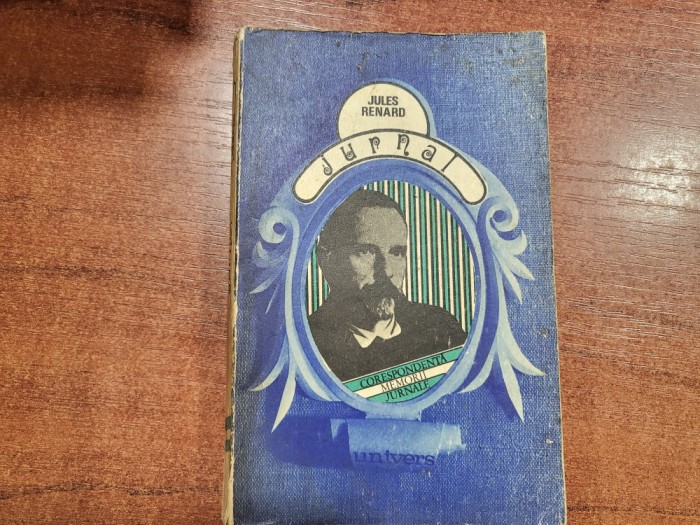 JULES
RENARD
Jurnal
CORESPONDENȚĂ
MEMORII
JURNALE
univers